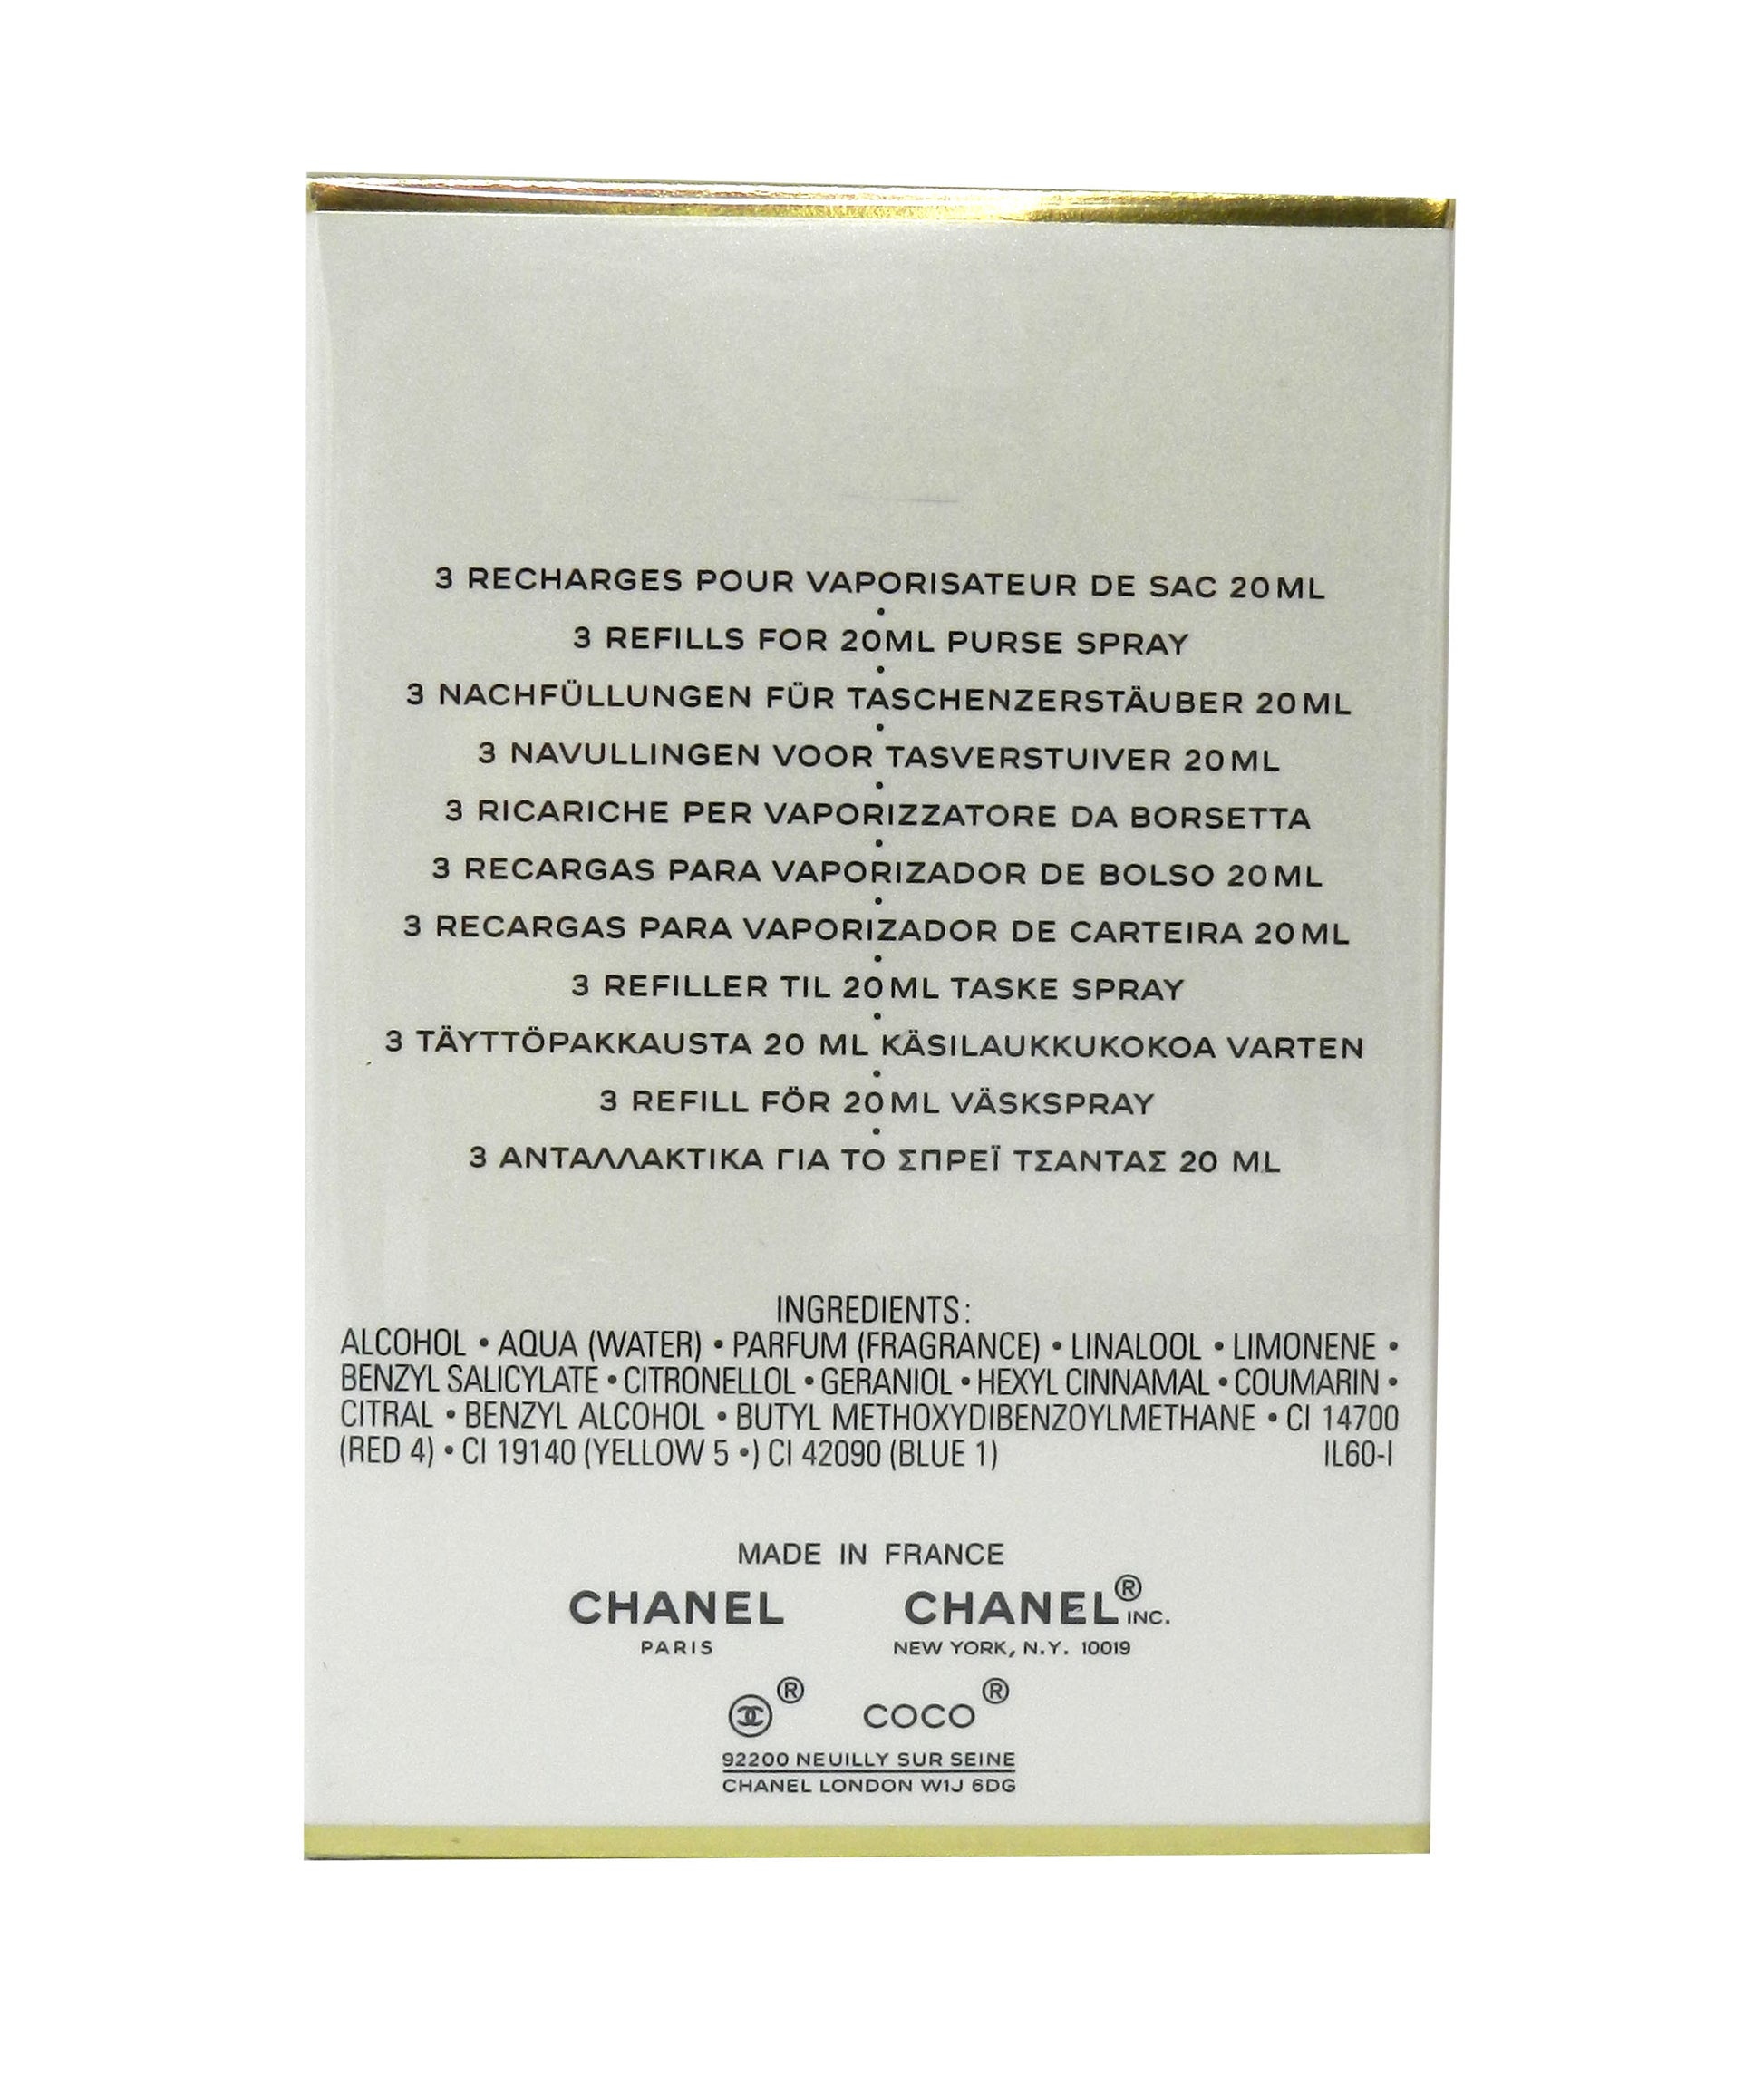 3 RECHARGES POUR VAPORISATEUR DE SAC 20ML
•
3 REFILLS FOR 20ML PURSE SPRAY
•
3 NACHFÜLLUNGEN FÜR TASCHENZERSTÄUBER 20ML
•
3 NAVULLINGEN VOOR TASVERSTUIVER 20ML
•
3 RICARICHE PER VAPORIZZATORE DA BORSETTA
•
3 RECARGAS PARA VAPORIZADOR DE BOLSO 20ML
•
3 RECARGAS PARA VAPORIZADOR DE CARTEIRA 20ML
•
3 REFILLER TIL 20ML TASKE SPRAY
•
3 TÄYTTÖPAKKAUSTA 20 ML KÄSILAUKKUKOKOA VARTEN
•
3 REFILL FÖR 20ML VÄSKSPRAY
•
3 ΑΝΤΑΛΛΑΚΤΙΚΑ ΓΙΑ ΤΟ ΣΠΡΕΪ ΤΣΑΝΤΑΣ 20 ML
INGREDIENTS:
ALCOHOL • AQUA (WATER) • PARFUM (FRAGRANCE) • LINALOOL • LIMONENE •
BENZYL SALICYLATE • CITRONELLOL • GERANIOL • HEXYL CINNAMAL • COUMARIN •
CITRAL • BENZYL ALCOHOL • BUTYL METHOXYDIBENZOYLMETHANE • CI 14700
(RED 4) • CI 19140 (YELLOW 5 •) CI 42090 (BLUE 1) IL60-I
MADE IN FRANCE
CHANEL CHANEL® INC.
PARIS NEW YORK, N.Y. 10019
® COCO®
92200 NEUILLY SUR SEINE
CHANEL LONDON W1J 6DG